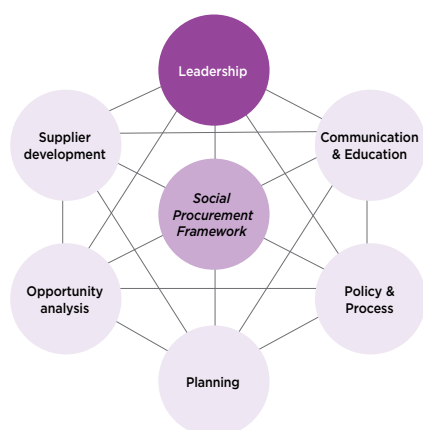 Leadership
Supplier
development
Communication
& Education
Social
Procurement
Framework
Opportunity
analysis
Policy &
Process
Planning